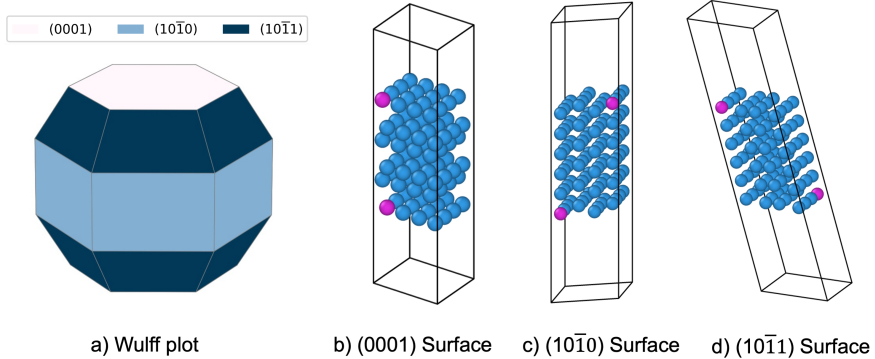 (0001) (101̅0) (101̅1)
a) Wulff plot
b) (0001) Surface
c) (101̅0) Surface
d) (101̅1) Surface